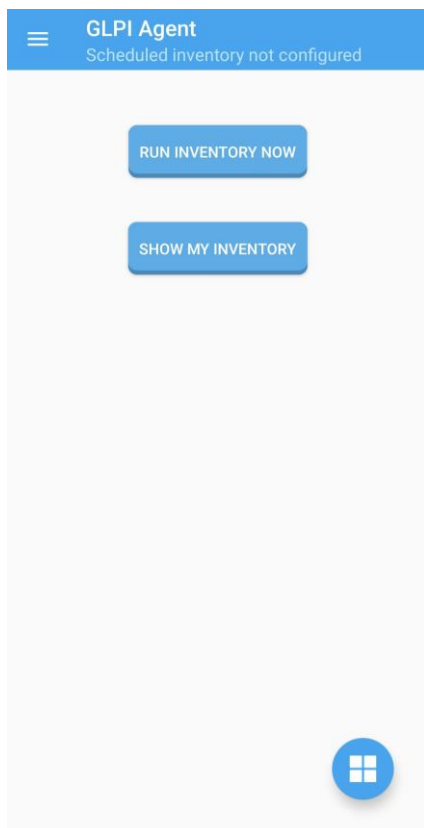 GLPI Agent
Scheduled inventory not configured
RUN INVENTORY NOW
SHOW MY INVENTORY